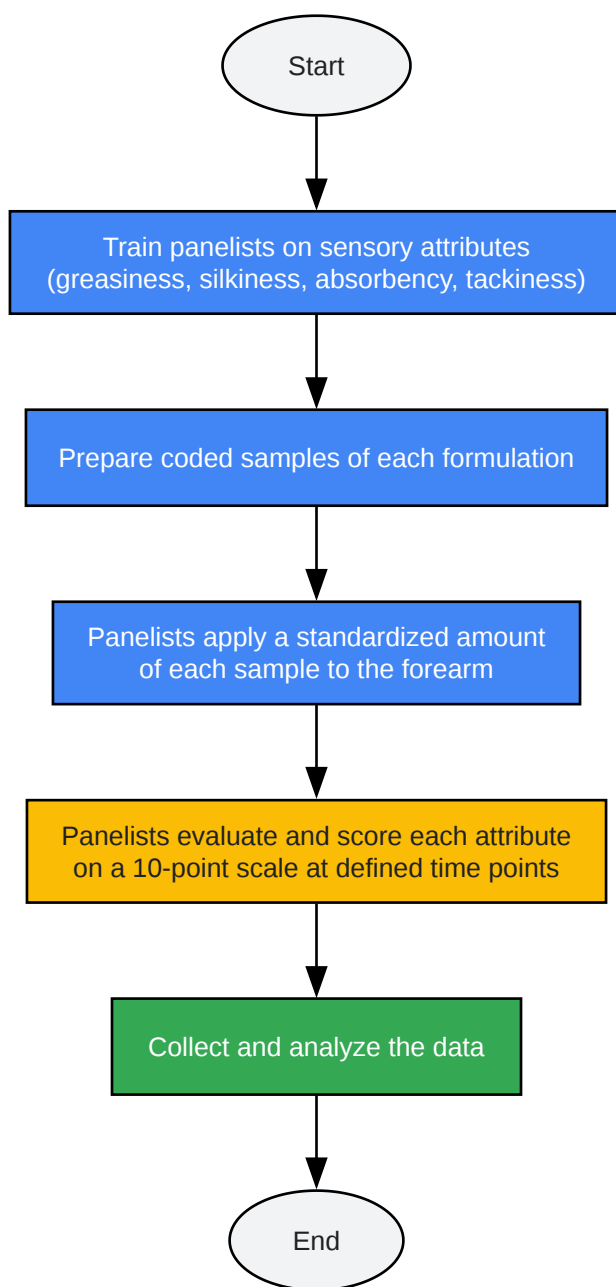 Start
Train panelists on sensory attributes
(greasiness, silkiness, absorbency, tackiness)
Prepare coded samples of each formulation
Panelists apply a standardized amount
of each sample to the forearm
Panelists evaluate and score each attribute
on a 10-point scale at defined time points
Collect and analyze the data
End